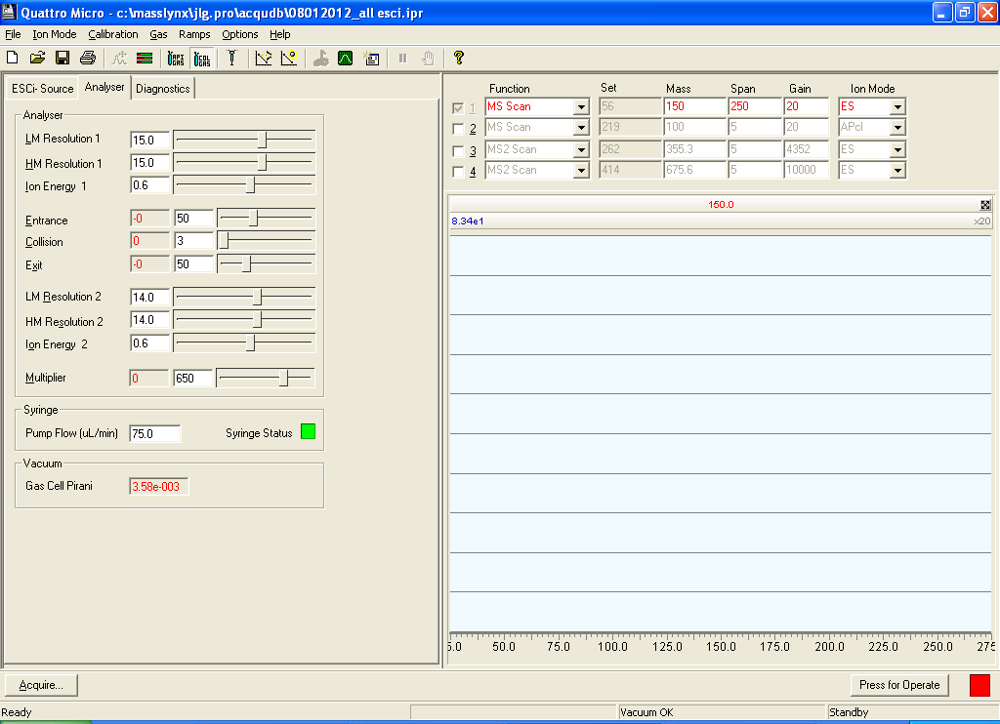 Quattro Micro - c:\masslynx\jlg.pro\acqudb\08012012_all esci.ipr
File Ion Mode Calibration Gas Ramps Options Help
API GAS COL GAS ?
ESCi- Source Analyser Diagnostics
Analyser
LM Resolution 1 15.0
HM Resolution 1 15.0
Ion Energy 1 0.6
Entrance -0 50
Collision 0 3
Exit -0 50
LM Resolution 2 14.0
HM Resolution 2 14.0
Ion Energy 2 0.6
Multiplier 0 650
Syringe
Pump Flow (uL/min) 75.0 Syringe Status
Vacuum
Gas Cell Pirani 3.58e-003
Function Set Mass Span Gain Ion Mode
1 MS Scan 56 150 250 20 ES
2 MS Scan 219 100 5 20 APcI
3 MS2 Scan 262 355.3 5 4352 ES
4 MS2 Scan 414 675.6 5 10000 ES
150.0
8.34e1 x20
5.0 50.0 75.0 100.0 125.0 150.0 175.0 200.0 225.0 250.0 275
Acquire... Press for Operate
Ready Vacuum OK Standby